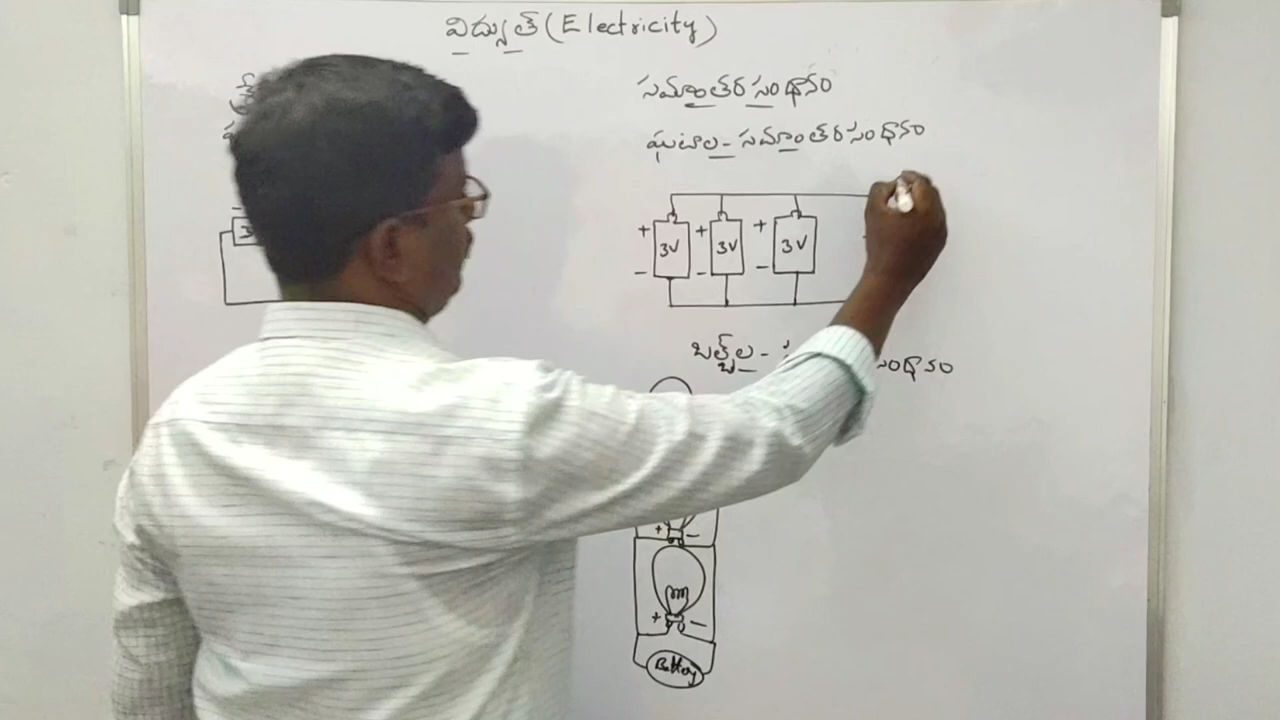 విద్యుత్ (Electricity)
సమాంతర సంధానం
ఘటాల - సమాంతర సంధానం
+ + +
3V 3V 3V
- - -
బల్బ్‌ల -
సంధానం
+ -
+ -
Battery